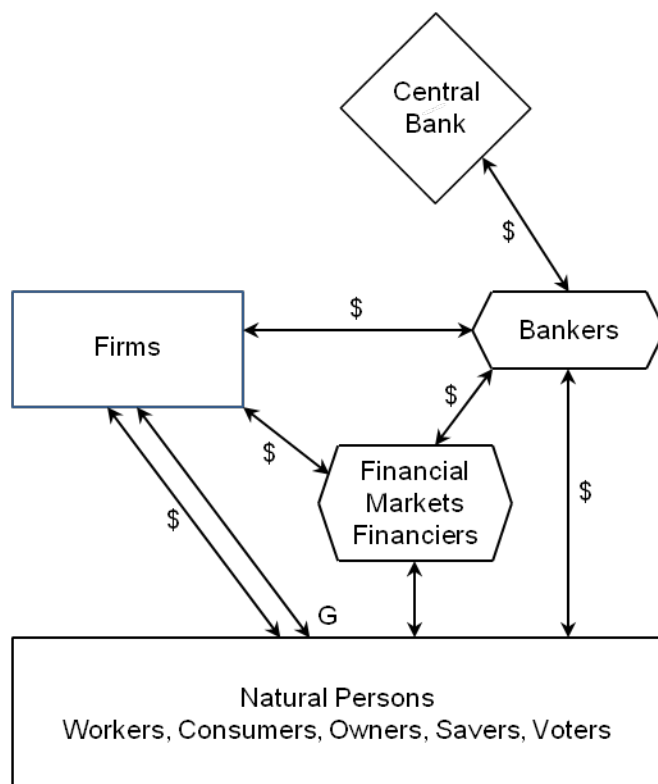 Central
Bank
$
$
Bankers
Firms
$
$
$
$
Financial
Markets
Financiers
G
Natural Persons
Workers, Consumers, Owners, Savers, Voters